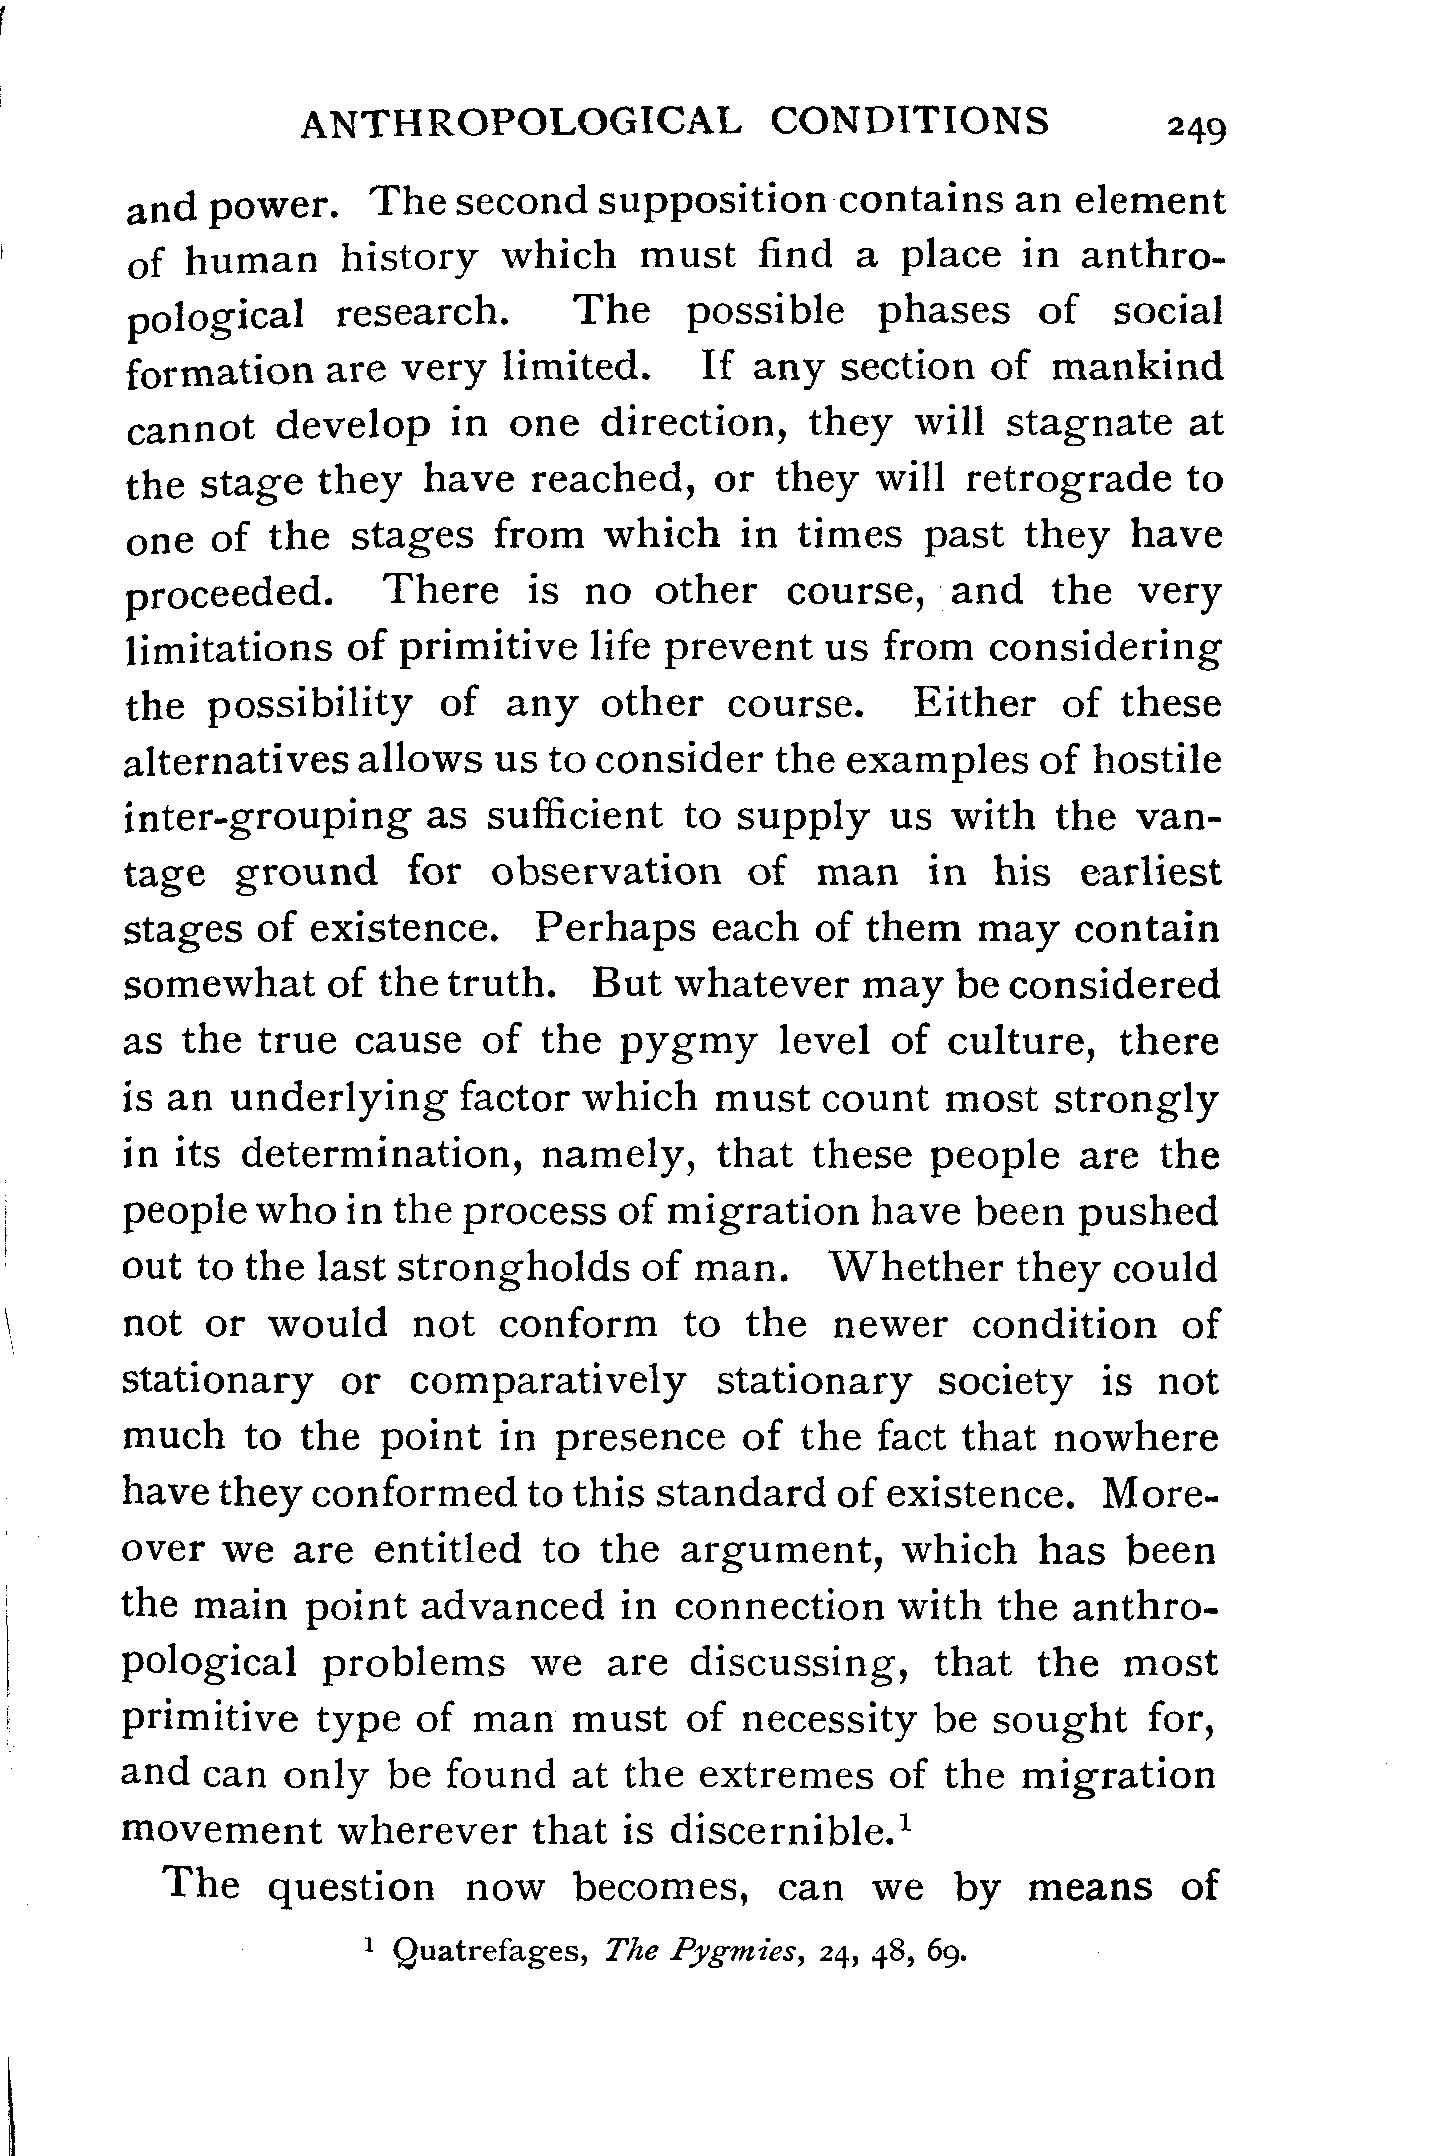 ANTHROPOLOGICAL CONDITIONS 249
and power. The second supposition contains an element
of human history which must find a place in anthro-
pological research. The possible phases of social
formation are very limited. If any section of mankind
cannot develop in one direction, they will stagnate at
the stage they have reached, or they will retrograde to
one of the stages from which in times past they have
proceeded. There is no other course, and the very
limitations of primitive life prevent us from considering
the possibility of any other course. Either of these
alternatives allows us to consider the examples of hostile
inter-grouping as sufficient to supply us with the van-
tage ground for observation of man in his earliest
stages of existence. Perhaps each of them may contain
somewhat of the truth. But whatever may be considered
as the true cause of the pygmy level of culture, there
is an underlying factor which must count most strongly
in its determination, namely, that these people are the
people who in the process of migration have been pushed
out to the last strongholds of man. Whether they could
not or would not conform to the newer condition of
stationary or comparatively stationary society is not
much to the point in presence of the fact that nowhere
have they conformed to this standard of existence. More-
over we are entitled to the argument, which has been
the main point advanced in connection with the anthro-
pological problems we are discussing, that the most
primitive type of man must of necessity be sought for,
and can only be found at the extremes of the migration
movement wherever that is discernible.¹
The question now becomes, can we by means of
¹ Quatrefages, The Pygmies, 24, 48, 69.